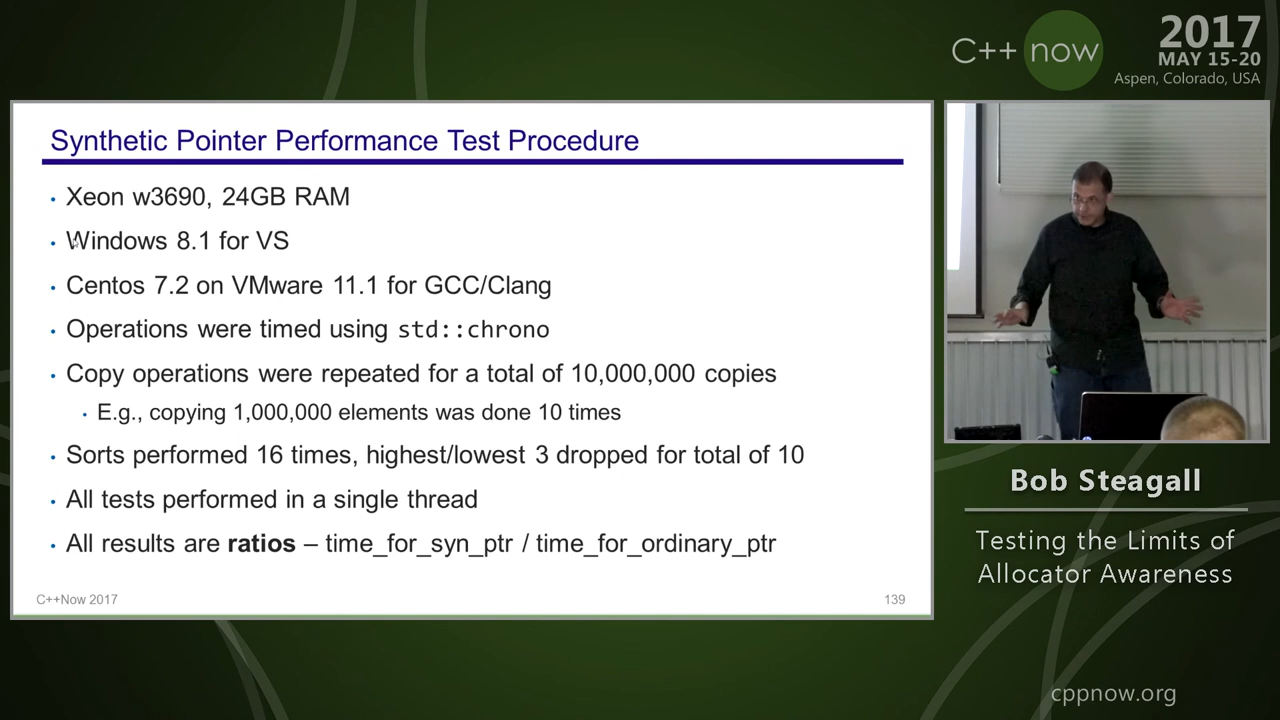 C++ now
2017
MAY 15-20
Aspen, Colorado, USA
Synthetic Pointer Performance Test Procedure
• Xeon w3690, 24GB RAM
• Windows 8.1 for VS
• Centos 7.2 on VMware 11.1 for GCC/Clang
• Operations were timed using std::chrono
• Copy operations were repeated for a total of 10,000,000 copies
• E.g., copying 1,000,000 elements was done 10 times
• Sorts performed 16 times, highest/lowest 3 dropped for total of 10
• All tests performed in a single thread
• All results are ratios – time_for_syn_ptr / time_for_ordinary_ptr
C++Now 2017
139
Bob Steagall
Testing the Limits of
Allocator Awareness
cppnow.org